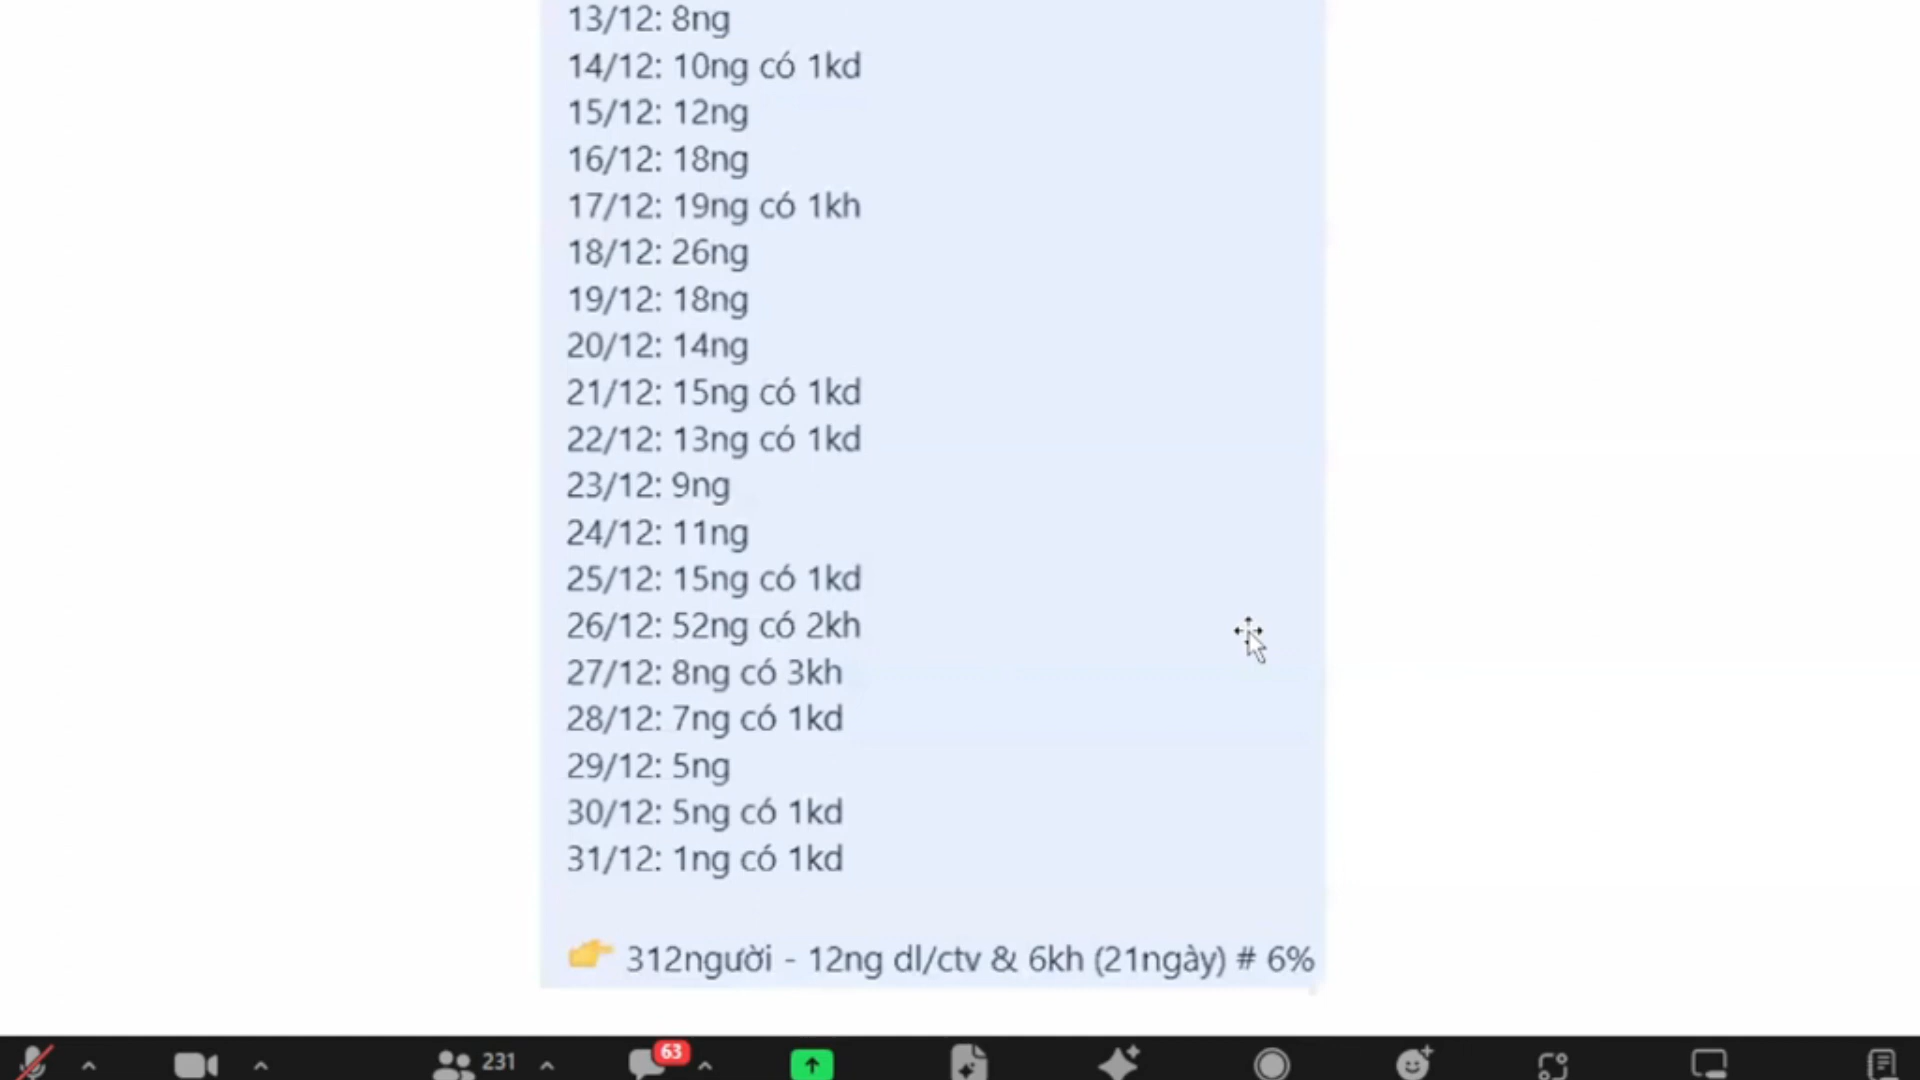 13/12: 8ng
14/12: 10ng có 1kd
15/12: 12ng
16/12: 18ng
17/12: 19ng có 1kh
18/12: 26ng
19/12: 18ng
20/12: 14ng
21/12: 15ng có 1kd
22/12: 13ng có 1kd
23/12: 9ng
24/12: 11ng
25/12: 15ng có 1kd
26/12: 52ng có 2kh
27/12: 8ng có 3kh
28/12: 7ng có 1kd
29/12: 5ng
30/12: 5ng có 1kd
31/12: 1ng có 1kd
👉 312người - 12ng dl/ctv & 6kh (21ngày) # 6%
231 63